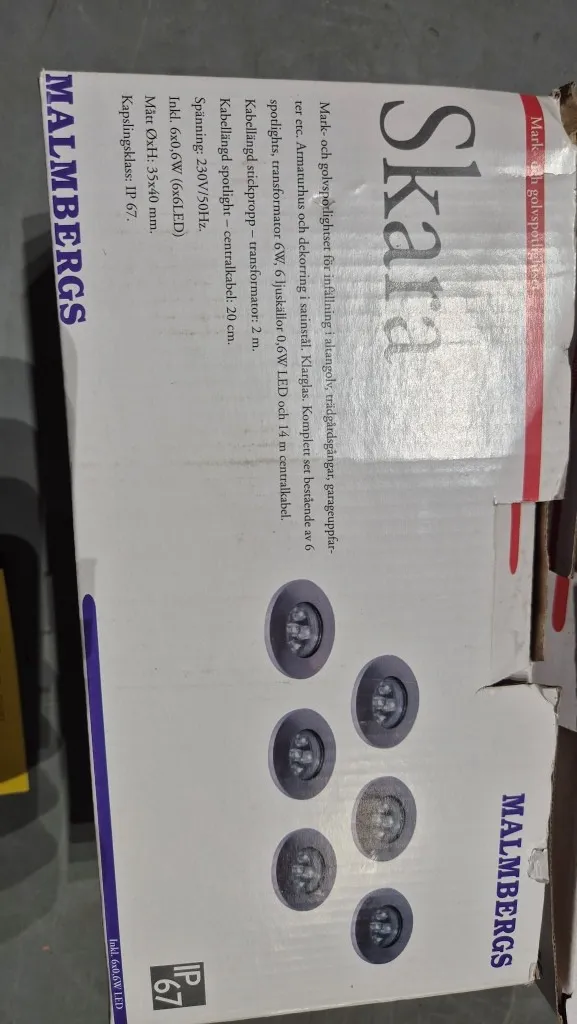 Mark- och golvspotlightset
Skara
Mark- och golvspotlightset för infällning i altangolv, trädgårdsgångar, garageuppfar-
ter etc. Armaturhus och dekorring i satinstål. Klarglas. Komplett set bestående av 6
spotlights, transformator 6W, 6 ljuskällor 0,6W LED och 14 m centralkabel.
Kabellängd stickpropp – transformator: 2 m.
Kabellängd spotlight – centralkabel: 20 cm.
Spänning: 230V/50Hz.
Inkl. 6x0,6W (6x6LED)
Mått ØxH: 35x40 mm.
Kapslingsklass: IP 67.
MALMBERGS
MALMBERGS
IP
67
Inkl. 6x0,6W LED